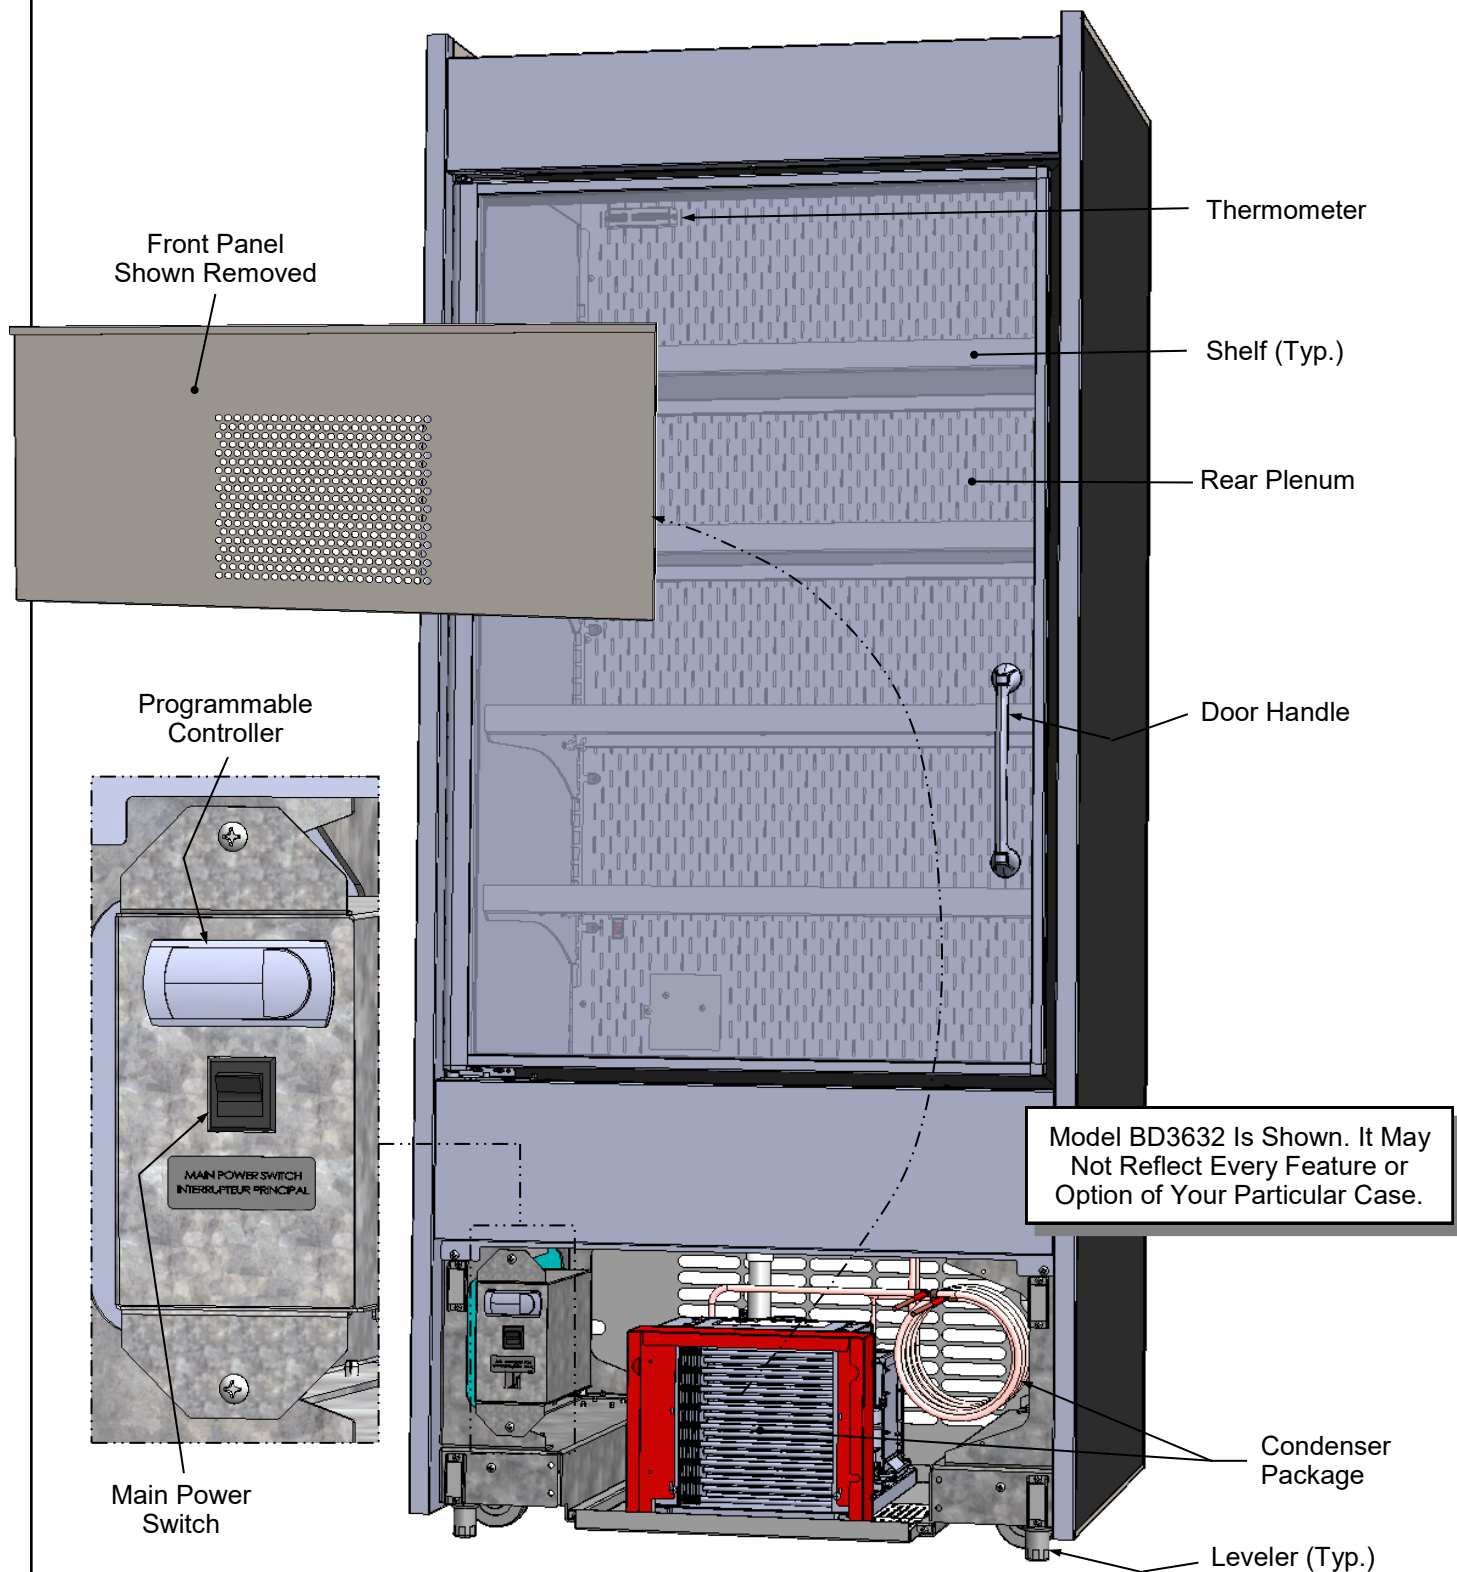 Thermometer
Front Panel
Shown Removed
Shelf (Typ.)
Rear Plenum
Programmable
Controller
Door Handle
MAIN POWER SWITCH
INTERRUPTEUR PRINCIPAL
Model BD3632 Is Shown. It May
Not Reflect Every Feature or
Option of Your Particular Case.
Main Power
Switch
Condenser
Package
Leveler (Typ.)